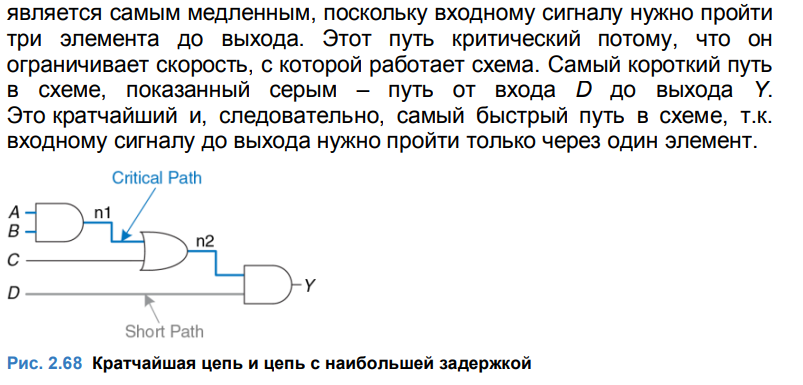 является самым медленным, поскольку входному сигналу нужно пройти
три элемента до выхода. Этот путь критический потому, что он
ограничивает скорость, с которой работает схема. Самый короткий путь
в схеме, показанный серым – путь от входа D до выхода Y.
Это кратчайший и, следовательно, самый быстрый путь в схеме, т.к.
входному сигналу до выхода нужно пройти только через один элемент.
Critical Path
A
n1
B
n2
C
Y
D
Short Path
Рис. 2.68 Кратчайшая цепь и цепь с наибольшей задержкой